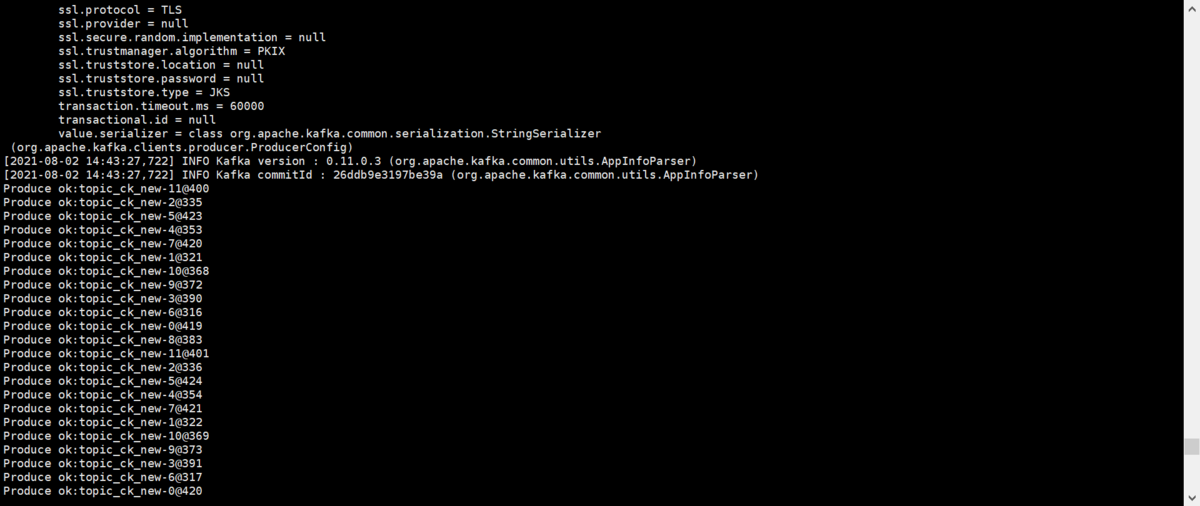 ssl.protocol = TLS
ssl.provider = null
ssl.secure.random.implementation = null
ssl.trustmanager.algorithm = PKIX
ssl.truststore.location = null
ssl.truststore.password = null
ssl.truststore.type = JKS
transaction.timeout.ms = 60000
transactional.id = null
value.serializer = class org.apache.kafka.common.serialization.StringSerializer
(org.apache.kafka.clients.producer.ProducerConfig)
[2021-08-02 14:43:27,722] INFO Kafka version : 0.11.0.3 (org.apache.kafka.common.utils.AppInfoParser)
[2021-08-02 14:43:27,722] INFO Kafka commitId : 26ddb9e3197be39a (org.apache.kafka.common.utils.AppInfoParser)
Produce ok:topic_ck_new-11@400
Produce ok:topic_ck_new-2@335
Produce ok:topic_ck_new-5@423
Produce ok:topic_ck_new-4@353
Produce ok:topic_ck_new-7@420
Produce ok:topic_ck_new-1@321
Produce ok:topic_ck_new-10@368
Produce ok:topic_ck_new-9@372
Produce ok:topic_ck_new-3@390
Produce ok:topic_ck_new-6@316
Produce ok:topic_ck_new-0@419
Produce ok:topic_ck_new-8@383
Produce ok:topic_ck_new-11@401
Produce ok:topic_ck_new-2@336
Produce ok:topic_ck_new-5@424
Produce ok:topic_ck_new-4@354
Produce ok:topic_ck_new-7@421
Produce ok:topic_ck_new-1@322
Produce ok:topic_ck_new-10@369
Produce ok:topic_ck_new-9@373
Produce ok:topic_ck_new-3@391
Produce ok:topic_ck_new-6@317
Produce ok:topic_ck_new-0@420